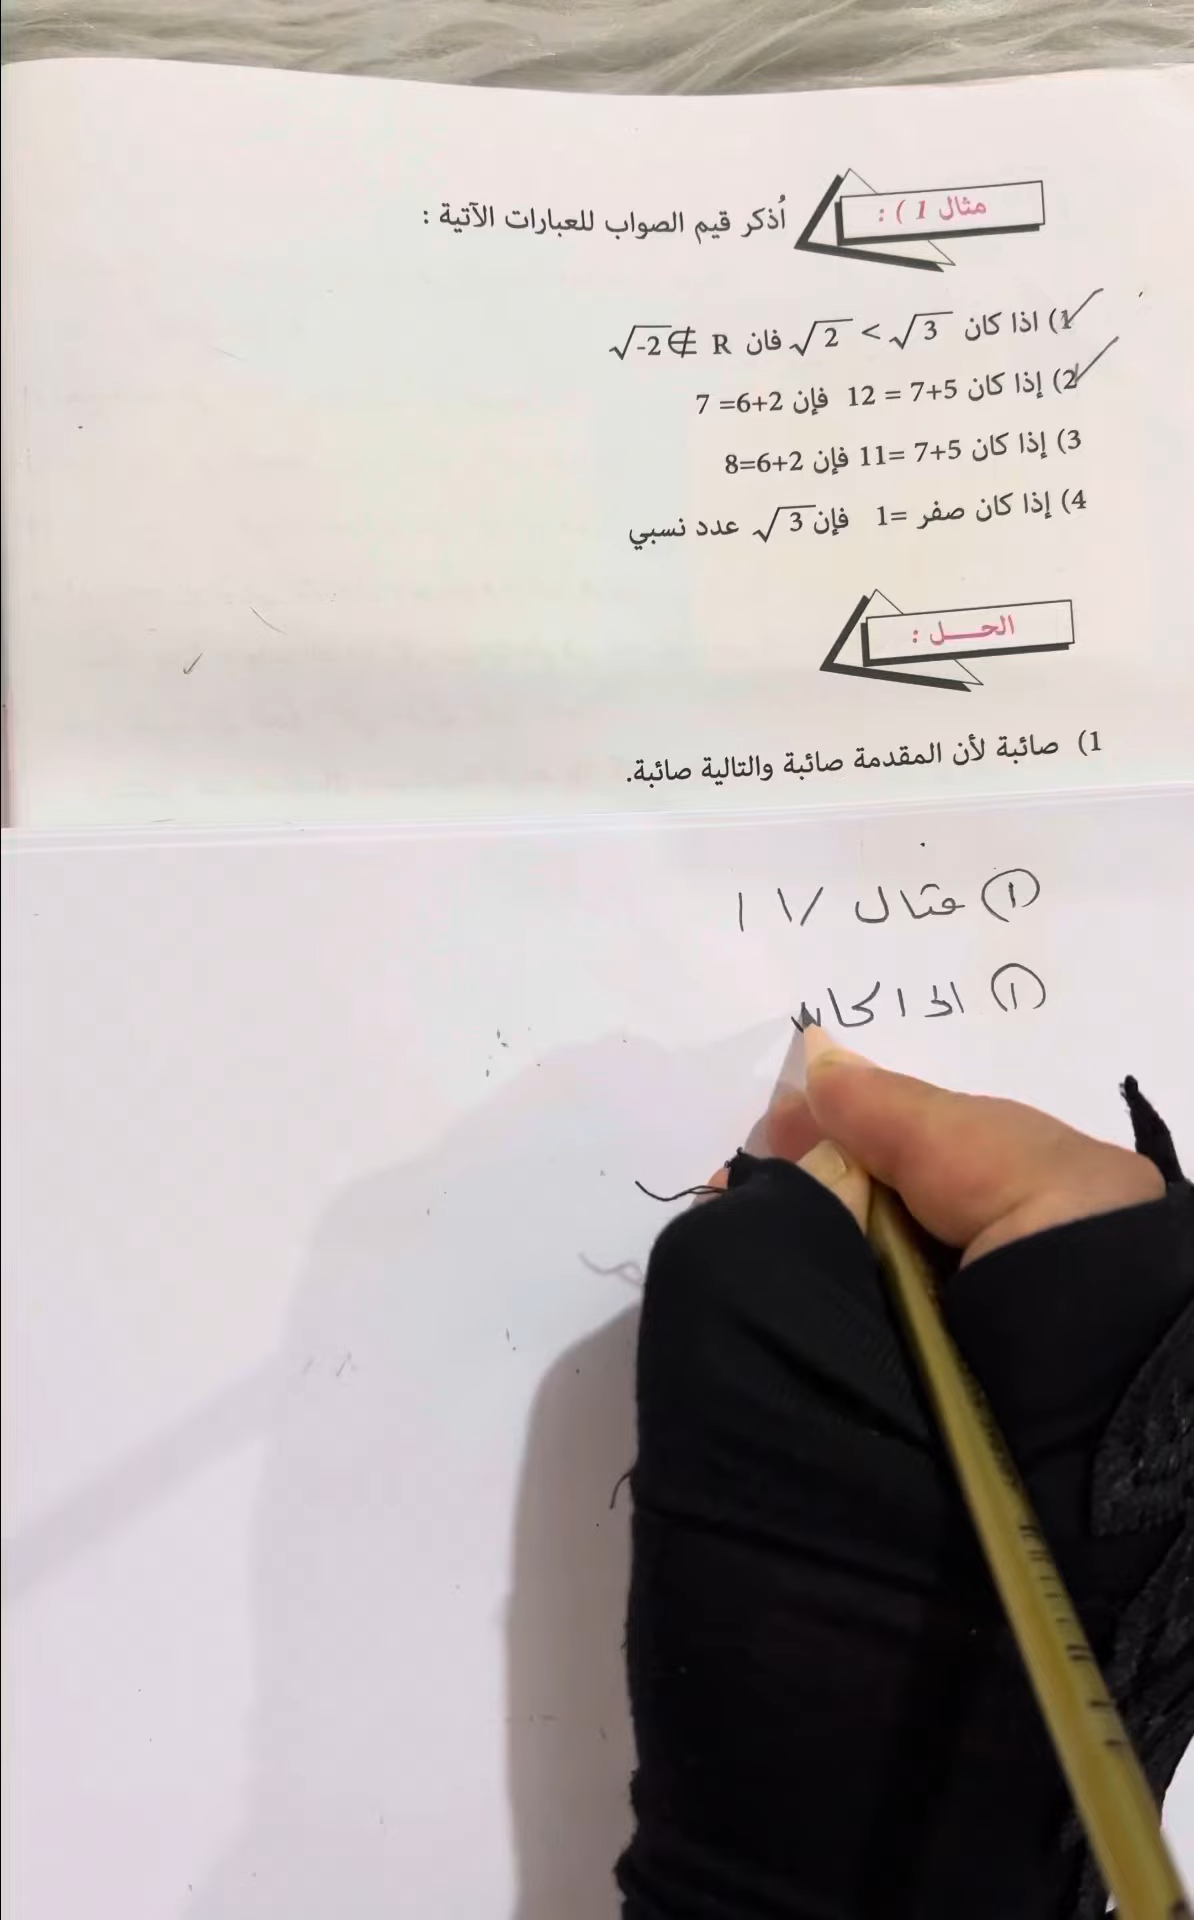 مثال 1 ) : أُذكر قيم الصواب للعبارات الآتية :
1) اذا كان √2 < √3 فان √-2 ∉ R
2) إذا كان 5+7 = 12 فإن 2+6= 7
3) إذا كان 5+7 =11 فإن 2+6=8
4) إذا كان صفر =1 فإن √3 عدد نسبي
الحـــل :
1) صائبة لأن المقدمة صائبة والتالية صائبة.
① مثال / ١ ١
① اذا كان